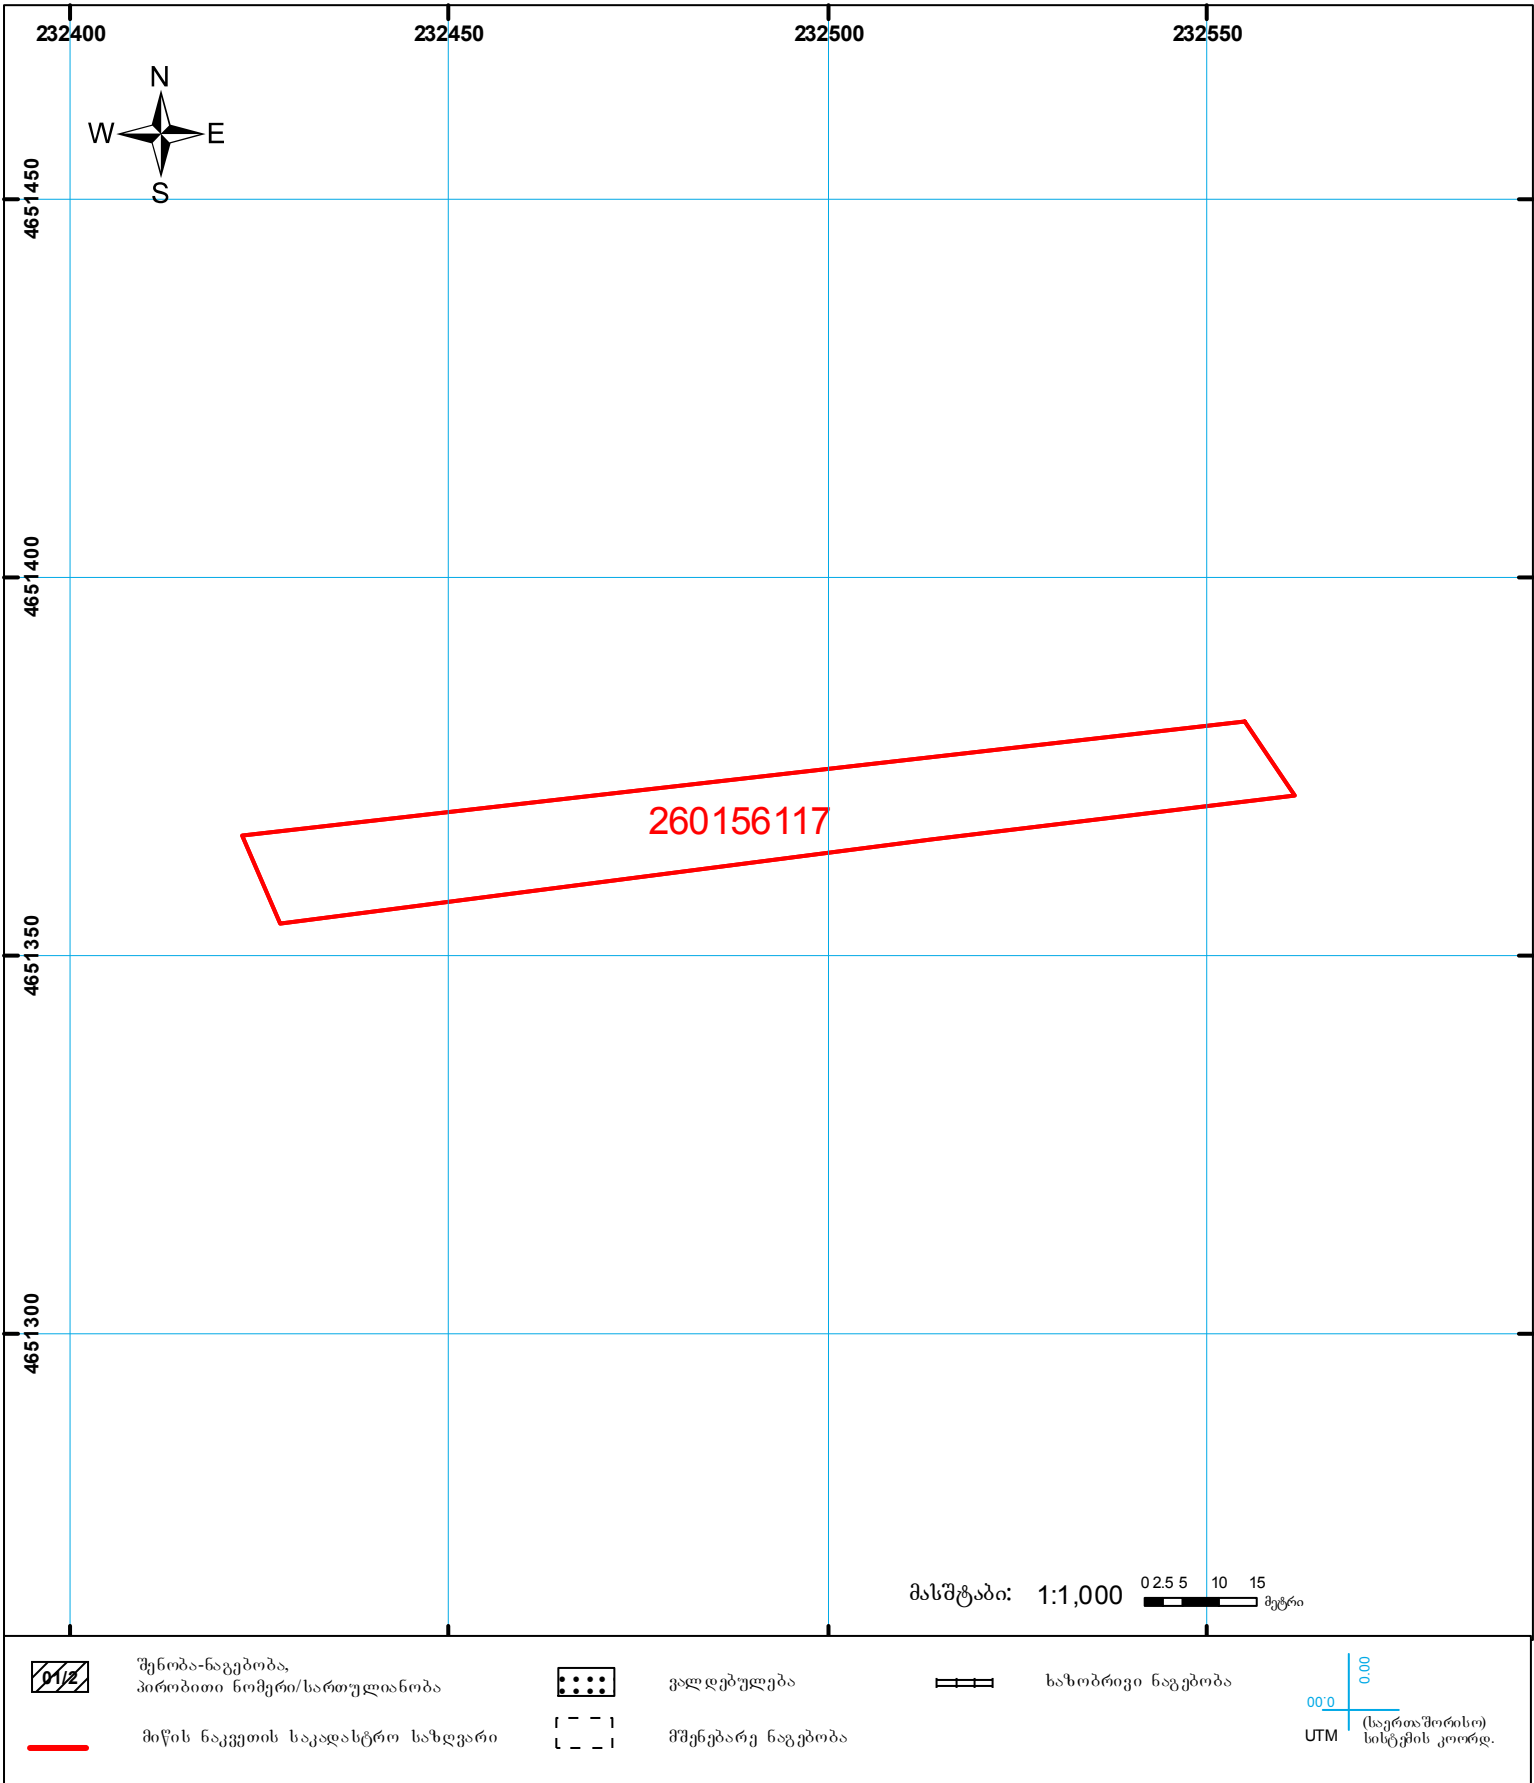 232400 232450 232500 232550
N
W E
S
4651450
4651400
4651350
4651300
260156117
მასშტაბი: 1:1,000 0 2.5 5 10 15 მეტრი
01/2 შენობა-ნაგებობა,
პირობითი ნომერი/სართულიანობა
ვალდებულება
ხაზობრივი ნაგებობა
მიწის ნაკვეთის საკადასტრო საზღვარი
მშენებარე ნაგებობა
0.00
0.00
UTM (საერთაშორისო)
სისტემის კოორდ.